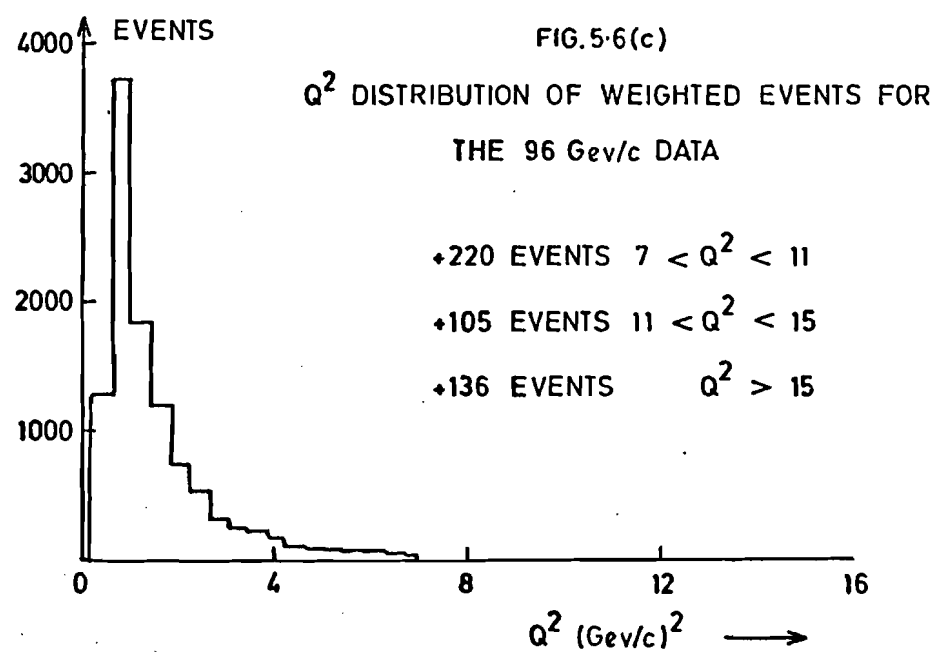 EVENTS
FIG. 5·6(c)
Q² DISTRIBUTION OF WEIGHTED EVENTS FOR
THE 96 Gev/c DATA
+220 EVENTS 7 < Q² < 11
+105 EVENTS 11 < Q² < 15
+136 EVENTS Q² > 15
4000
3000
2000
1000
0 4 8 12 16
Q² (Gev/c)²